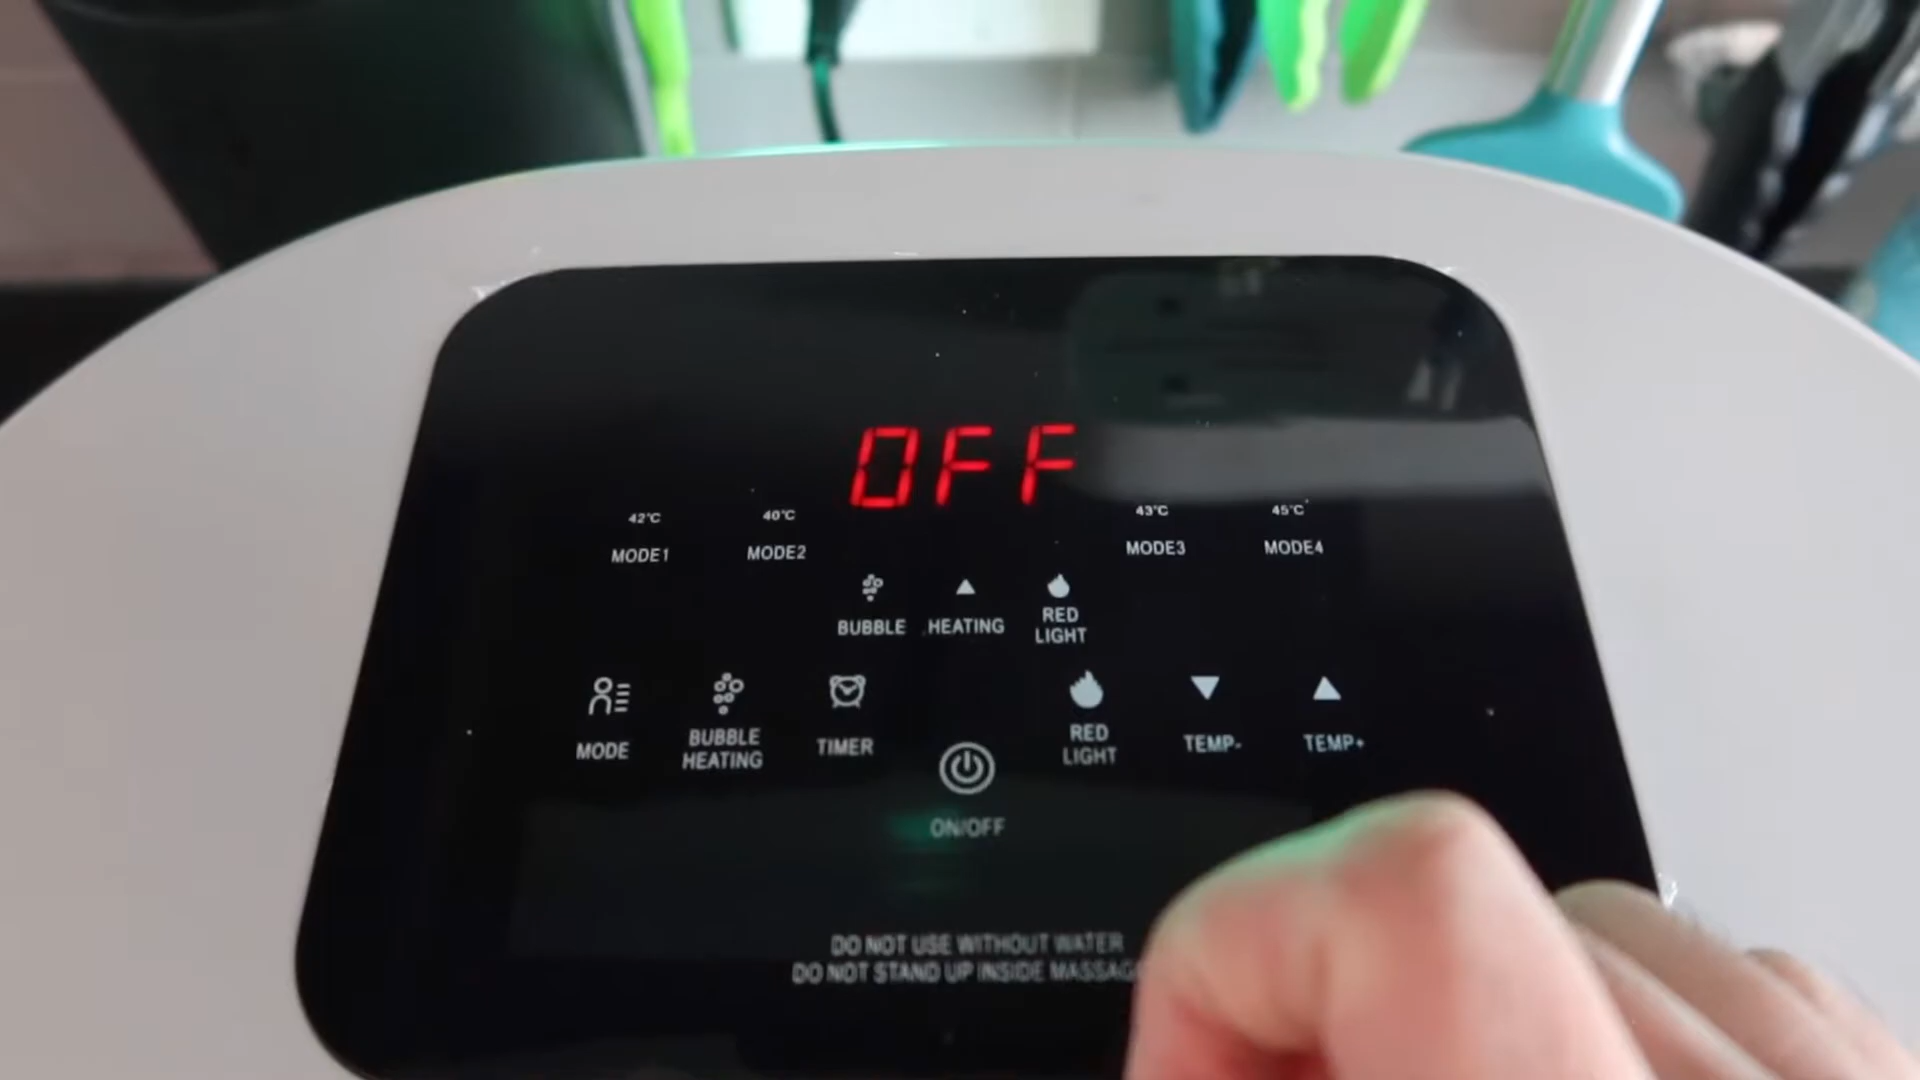 OFF
42°C 40°C 43°C 45°C
MODE1 MODE2 MODE3 MODE4
BUBBLE HEATING RED LIGHT
MODE BUBBLE HEATING TIMER RED LIGHT TEMP- TEMP+
ON/OFF
DO NOT USE WITHOUT WATER
DO NOT STAND UP INSIDE